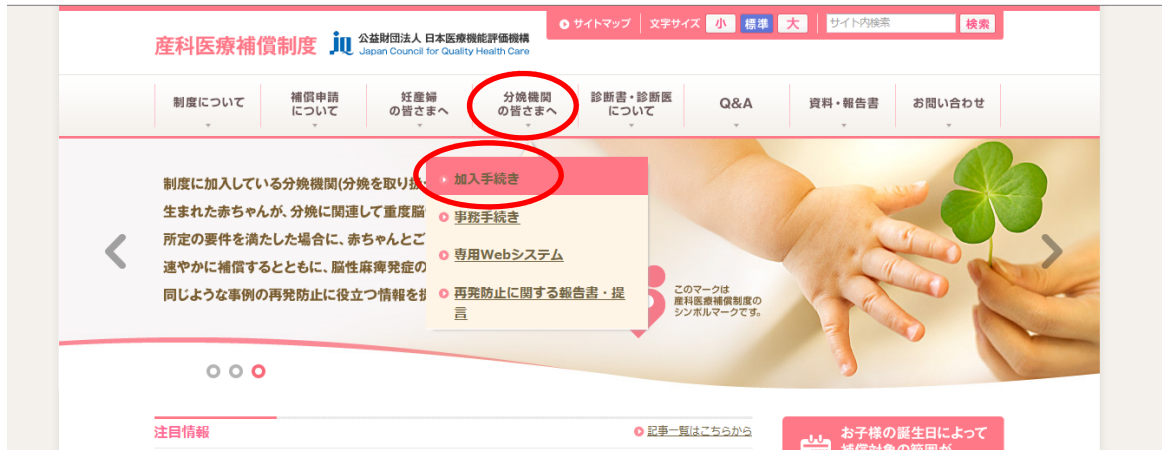 サイトマップ 文字サイズ 小 標準 大 サイト内検索 検索
産科医療補償制度
公益財団法人 日本医療機能評価機構
Japan Council for Quality Health Care
制度について
補償申請
について
妊産婦
の皆さまへ
分娩機関
の皆さまへ
診断書・診断医
について
Q&A
資料・報告書
お問い合わせ
制度に加入している分娩機関(分娩を取り扱
生まれた赤ちゃんが、分娩に関連して重度脳
所定の要件を満たした場合に、赤ちゃんとご
速やかに補償するとともに、脳性麻痺発症の
同じような事例の再発防止に役立つ情報を
加入手続き
事務手続き
専用Webシステム
再発防止に関する報告書・提
言
このマークは
産科医療補償制度の
シンボルマークです。
注目情報
記事一覧はこちらから
お子様の誕生日によって
補償対象の範囲が